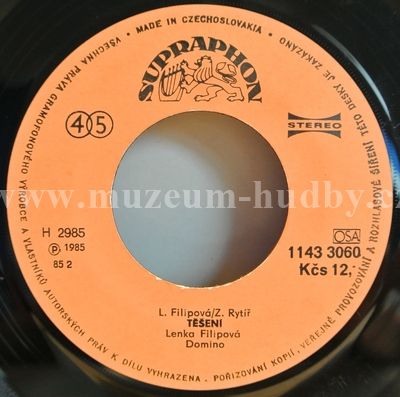 • MADE IN CZECHOSLOVAKIA •
VŠECHNA PRÁVA GRAMOFONOVÉHO VÝROBCE A VLASTNÍKŮ AUTORSKÝCH PRÁV K DÍLU VYHRAZENA. POŘIZOVÁNÍ KOPIÍ, VEŘEJNÉ PROVOZOVÁNÍ A ROZHLASOVÉ ŠÍŘENÍ TÉTO DESKY JE ZAKÁZÁNO
SUPRAPHON
45
STEREO
www.muzeum-hudby.cz
H 2985
Ⓟ 1985
85 2
OSA
1143 3060
Kčs 12,-
L. Filipová/Z. Rytíř
TĚŠENÍ
Lenka Filipová
Domino